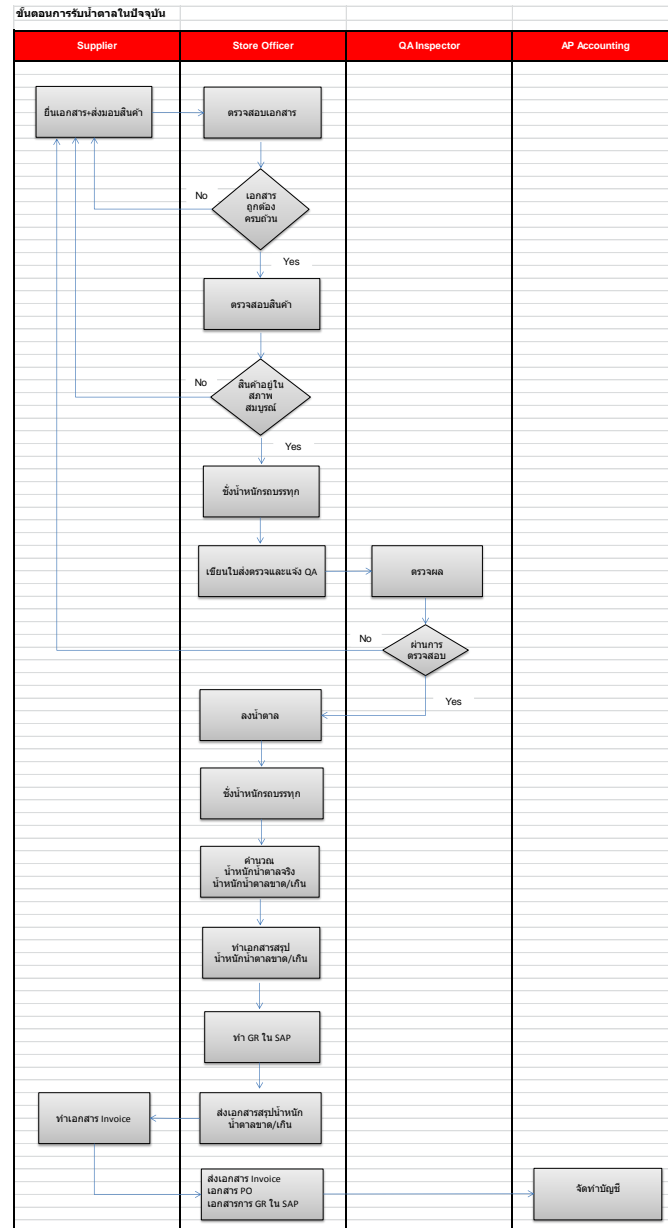 ขั้นตอนการรับน้ำตาลในปัจจุบัน
Supplier
Store Officer
QA Inspector
AP Accounting
ยื่นเอกสาร+ส่งมอบสินค้า
ตรวจสอบเอกสาร
No
เอกสาร
ถูกต้อง
ครบถ้วน
Yes
ตรวจสอบสินค้า
No
สินค้าอยู่ใน
สภาพ
สมบูรณ์
Yes
ชั่งน้ำหนักรถบรรทุก
เขียนใบส่งตรวจและแจ้ง QA
ตรวจผล
No
ผ่านการ
ตรวจสอบ
Yes
ลงน้ำตาล
ชั่งน้ำหนักรถบรรทุก
คำนวณ
น้ำหนักน้ำตาลจริง
น้ำหนักน้ำตาลขาด/เกิน
ทำเอกสารสรุป
น้ำหนักน้ำตาลขาด/เกิน
ทำ GR ใน SAP
ทำเอกสาร Invoice
ส่งเอกสารสรุปน้ำหนัก
น้ำตาลขาด/เกิน
ส่งเอกสาร Invoice
เอกสาร PO
เอกสารการ GR ใน SAP
จัดทำบัญชี